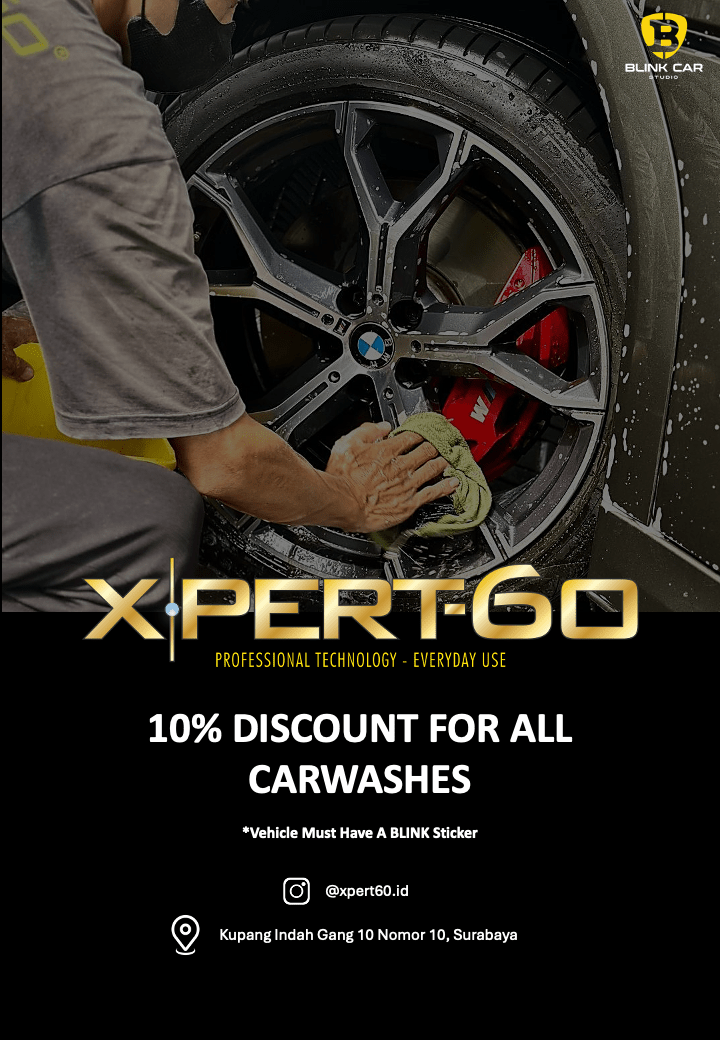 BLINK CAR
STUDIO
X|PERT-60
PROFESSIONAL TECHNOLOGY - EVERYDAY USE
10% DISCOUNT FOR ALL
CARWASHES
*Vehicle Must Have A BLINK Sticker
@xpert60.id
Kupang Indah Gang 10 Nomor 10, Surabaya